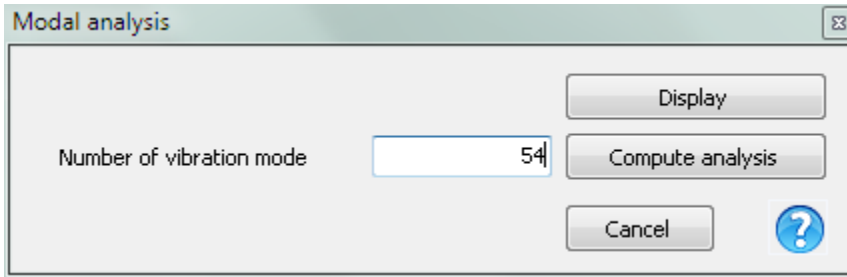 Modal analysis
Display
Number of vibration mode 54 Compute analysis
Cancel ?